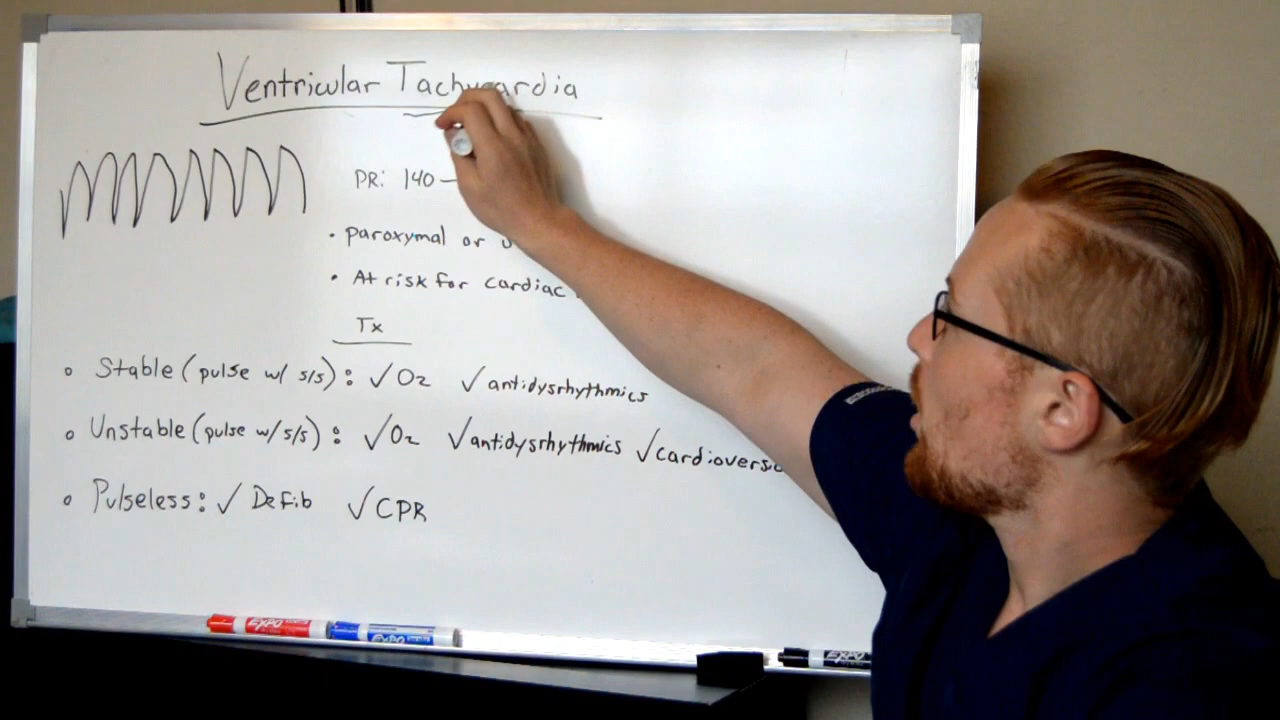 Ventricular Tachycardia
PR: 140-
• paroxymal or
• At risk for cardiac
Tx
o Stable (pulse w/ s/s): ✓ O2 ✓ antidysrhythmics
o Unstable (pulse w/ s/s): ✓ O2 ✓ antidysrhythmics ✓ cardioversio
o Pulseless: ✓ Defib ✓ CPR
EXPO EXPO EXPO